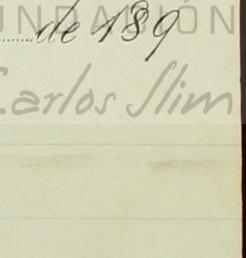 UNDACIÓN
de 189
Carlos Slim